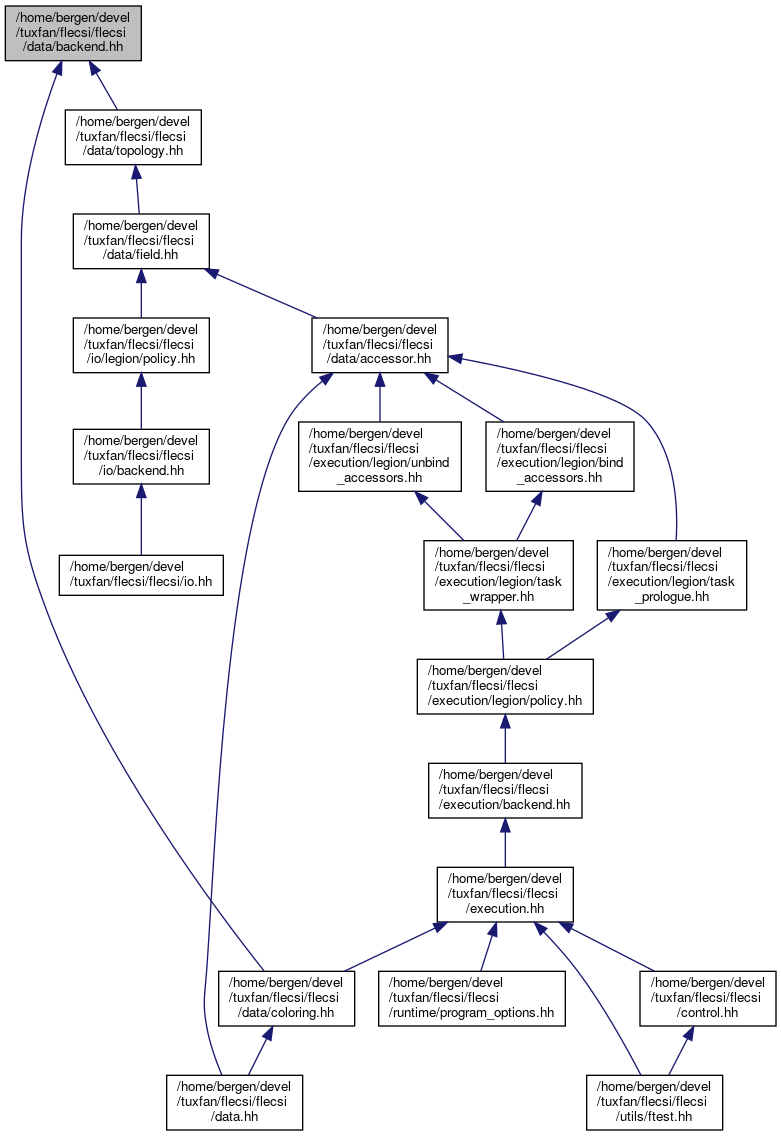 /home/bergen/devel
/tuxfan/flecsi/flecsi
/data/backend.hh
/home/bergen/devel
/tuxfan/flecsi/flecsi
/data/topology.hh
/home/bergen/devel
/tuxfan/flecsi/flecsi
/data/field.hh
/home/bergen/devel
/tuxfan/flecsi/flecsi
/io/legion/policy.hh
/home/bergen/devel
/tuxfan/flecsi/flecsi
/data/accessor.hh
/home/bergen/devel
/tuxfan/flecsi/flecsi
/io/backend.hh
/home/bergen/devel
/tuxfan/flecsi/flecsi
/execution/legion/unbind
_accessors.hh
/home/bergen/devel
/tuxfan/flecsi/flecsi
/execution/legion/bind
_accessors.hh
/home/bergen/devel
/tuxfan/flecsi/flecsi/io.hh
/home/bergen/devel
/tuxfan/flecsi/flecsi
/execution/legion/task
_wrapper.hh
/home/bergen/devel
/tuxfan/flecsi/flecsi
/execution/legion/task
_prologue.hh
/home/bergen/devel
/tuxfan/flecsi/flecsi
/execution/legion/policy.hh
/home/bergen/devel
/tuxfan/flecsi/flecsi
/execution/backend.hh
/home/bergen/devel
/tuxfan/flecsi/flecsi
/execution.hh
/home/bergen/devel
/tuxfan/flecsi/flecsi
/data/coloring.hh
/home/bergen/devel
/tuxfan/flecsi/flecsi
/runtime/program_options.hh
/home/bergen/devel
/tuxfan/flecsi/flecsi
/control.hh
/home/bergen/devel
/tuxfan/flecsi/flecsi
/data.hh
/home/bergen/devel
/tuxfan/flecsi/flecsi
/utils/ftest.hh